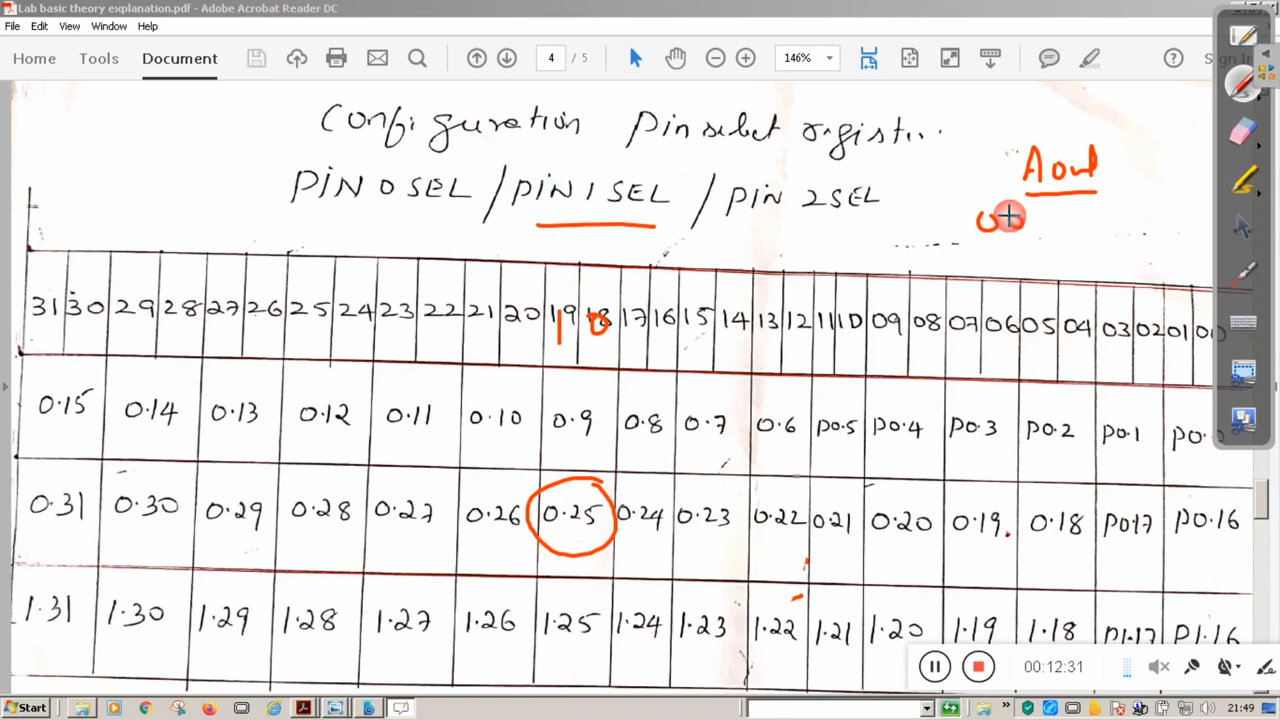 Lab basic theory explanation.pdf - Adobe Acrobat Reader DC
File Edit View Window Help
Home Tools Document 4 / 5 146% Sign In
Configuration Pinselect register..
PIN0SEL / PIN1SEL / PIN 2SEL
Aout
31 30 29 28 27 26 25 24 23 22 21 20 19 18 17 16 15 14 13 12 11 10 09 08 07 06 05 04 03 02 01 00
1 0
0.15 0.14 0.13 0.12 0.11 0.10 0.9 0.8 0.7 0.6 P0.5 P0.4 P0.3 P0.2 P0.1 P0.
0.31 0.30 0.29 0.28 0.27 0.26 0.25 0.24 0.23 0.22 0.21 0.20 0.19 0.18 P0.17 P0.16
1.31 1.30 1.29 1.28 1.27 1.26 1.25 1.24 1.23 1.22 1.21 1.20 1.19 1.18 P1.17 P1.16
00:12:31
Start 21:49